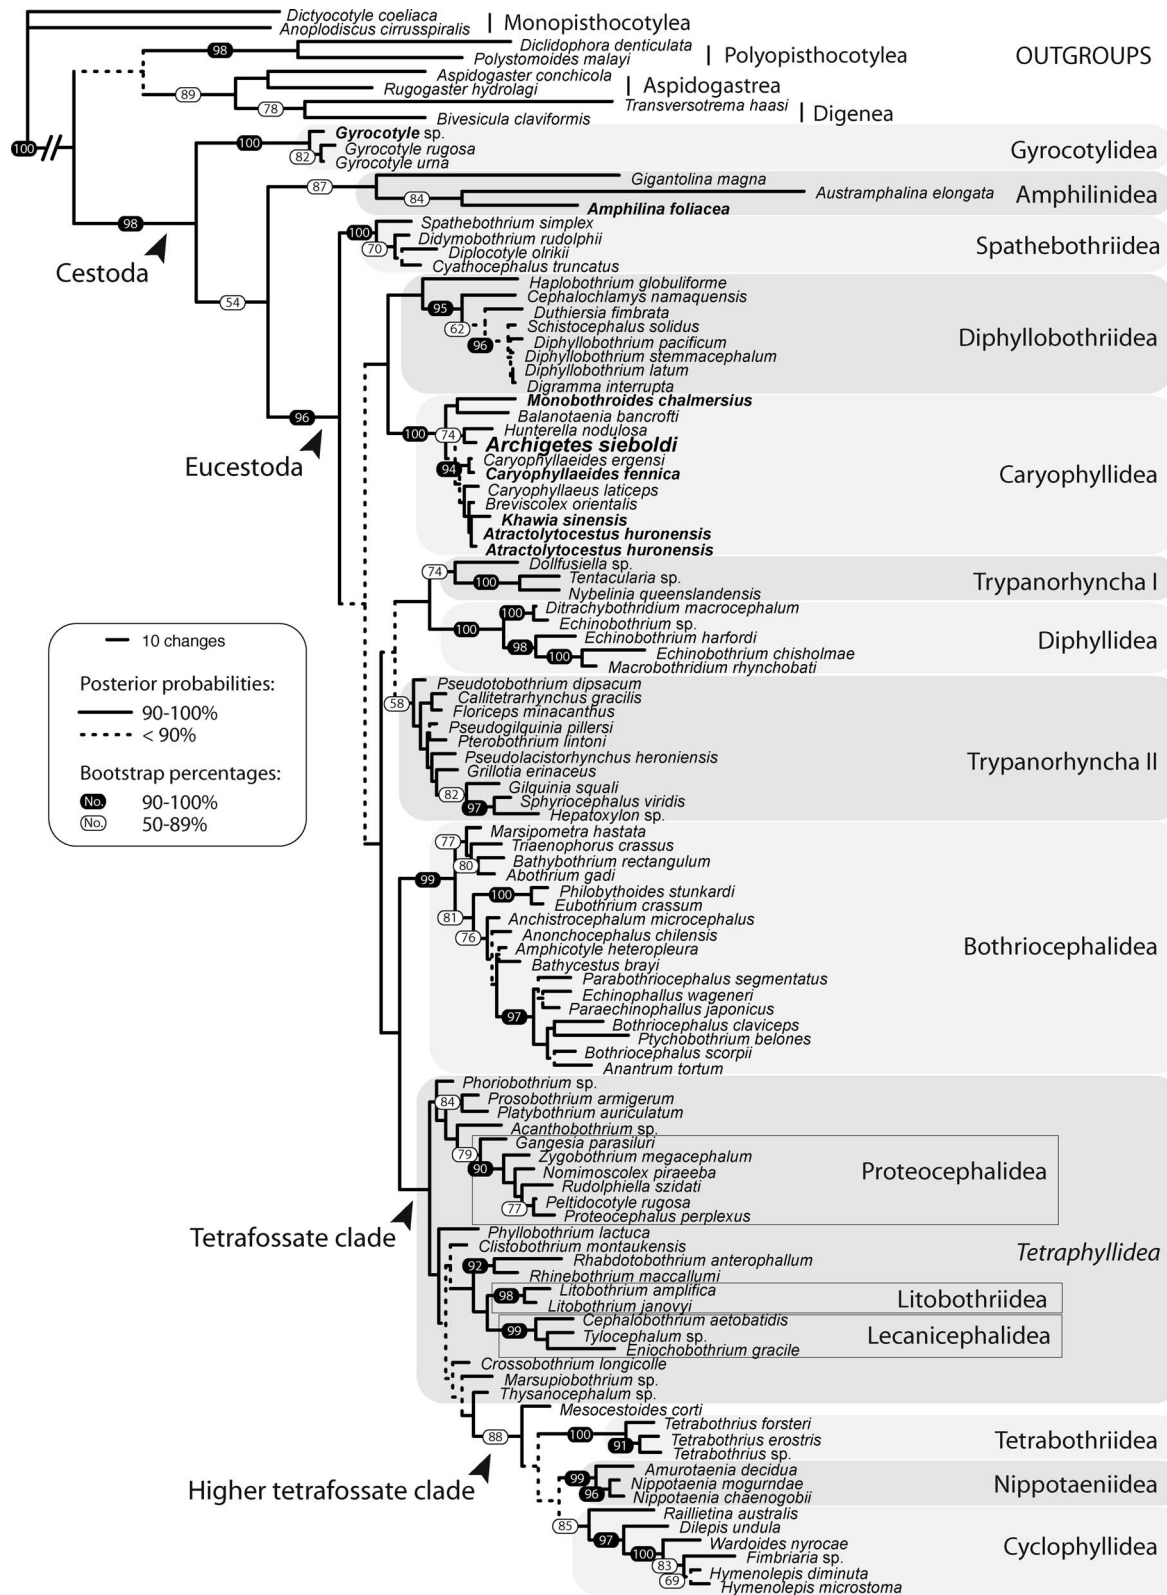 Dictyocotyle coeliaca
Anoplodiscus cirrusspiralis
Monopisthocotylea
98
Diclidophora denticulata
Polystomoides malayi
Polyopisthocotylea
OUTGROUPS
89
Aspidogaster conchicola
Rugogaster hydrolagi
Aspidogastrea
78
Transversotrema haasi
Bivesicula claviformis
Digenea
100
100
Gyrocotyle sp.
82
Gyrocotyle rugosa
Gyrocotyle urna
Gyrocotylidea
87
Gigantolina magna
84
Austramphalina elongata
Amphilina foliacea
Amphilinidea
98
Cestoda
100
Spathebothrium simplex
70
Didymobothrium rudolphii
Diplocotyle olrikii
Cyathocephalus truncatus
Spathebothriidea
54
Haplobothrium globuliforme
95
Cephalochlamys namaquensis
62
Duthiersia fimbrata
96
Schistocephalus solidus
Diphyllobothrium pacificum
Diphyllobothrium stemmacephalum
Diphyllobothrium latum
Digramma interrupta
Diphyllobothriidea
96
Eucestoda
Monobothroides chalmersius
Balanotaenia bancrofti
100
74
Hunterella nodulosa
Archigetes sieboldi
94
Caryophyllaeides ergensi
Caryophyllaeides fennica
Caryophyllaeus laticeps
Breviscolex orientalis
Khawia sinensis
Atractolytocestus huronensis
Atractolytocestus huronensis
Caryophyllidea
74
Dollfusiella sp.
100
Tentacularia sp.
Nybelinia queenslandensis
Trypanorhyncha I
100
100
Ditrachybothridium macrocephalum
Echinobothrium sp.
98
Echinobothrium harfordi
100
Echinobothrium chisholmae
Macrobothridium rhynchobati
Diphyllidea
10 changes
Posterior probabilities:
90-100%
< 90%
Bootstrap percentages:
No.
90-100%
No.
50-89%
58
Pseudotobothrium dipsacum
Callitetrarhynchus gracilis
Floriceps minacanthus
Pseudogilquinia pillersi
Pterobothrium lintoni
Pseudolacistorhynchus heroniensis
Grillotia erinaceus
82
Gilquinia squali
97
Sphyriocephalus viridis
Hepatoxylon sp.
Trypanorhyncha II
99
77
Marsipometra hastata
Triaenophorus crassus
80
Bathybothrium rectangulum
Abothrium gadi
81
100
Philobythoides stunkardi
Eubothrium crassum
76
Anchistrocephalum microcephalus
Anonchocephalus chilensis
Amphicotyle heteropleura
Bathycestus brayi
97
Parabothriocephalus segmentatus
Echinophallus wageneri
Paraechinophallus japonicus
Bothriocephalus claviceps
Ptychobothrium belones
Bothriocephalus scorpii
Anantrum tortum
Bothriocephalidea
Tetrafossate clade
Phoriobothrium sp.
84
Prosobothrium armigerum
Platybothrium auriculatum
Acanthobothrium sp.
79
Gangesia parasiluri
90
Zygobothrium megacephalum
Nomimoscolex piraeeba
Rudolphiella szidati
77
Peltidocotyle rugosa
Proteocephalus perplexus
Proteocephalidea
Phyllobothrium lactuca
Clistobothrium montaukensis
92
Rhabdotobothrium anterophallum
Rhinebothrium maccallumi
Tetraphyllidea
98
Litobothrium amplifica
Litobothrium janovyi
Litobothriidea
99
Cephalobothrium aetobatidis
Tylocephalum sp.
Eniochobothrium gracile
Lecanicephalidea
Crossobothrium longicolle
Marsupiobothrium sp.
Thysanocephalum sp.
88
Higher tetrafossate clade
Mesocestoides corti
100
Tetrabothrius forsteri
91
Tetrabothrius erostris
Tetrabothrius sp.
Tetrabothriidea
99
Amurotaenia decidua
96
Nippotaenia mogurndae
Nippotaenia chaenogobii
Nippotaeniidea
85
Raillietina australis
97
Dilepis undula
100
Wardoides nyrocae
83
Fimbriaria sp.
69
Hymenolepis diminuta
Hymenolepis microstoma
Cyclophyllidea